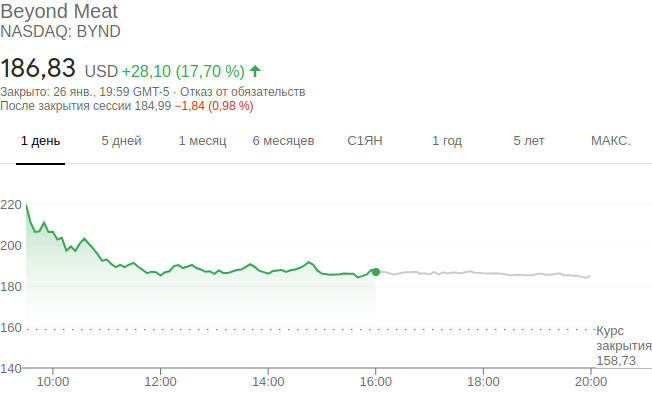 Beyond Meat
NASDAQ: BYND
186,83 USD +28,10 (17,70 %)
Закрыто: 26 янв., 19:59 GMT-5 · Отказ от обязательств
После закрытия сессии 184,99 −1,84 (0,98 %)
1 день 5 дней 1 месяц 6 месяцев С1ЯН 1 год 5 лет МАКС.
220
200
180
160
Курс
закрытия
158,73
140
10:00 12:00 14:00 16:00 18:00 20:00